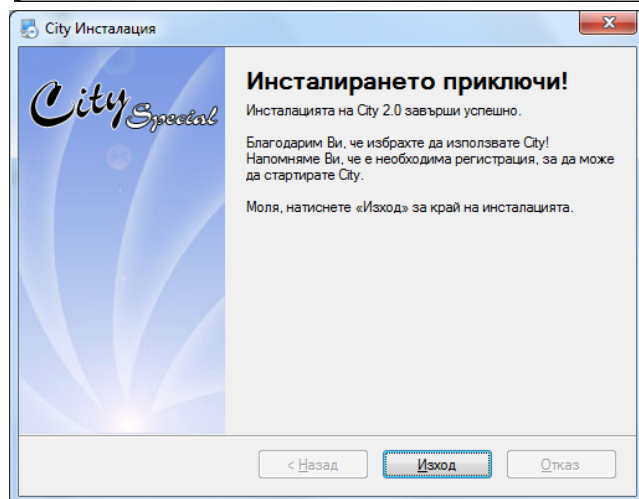 City Инсталация
City Special
Инсталирането приключи!
Инсталацията на City 2.0 завърши успешно.
Благодарим Ви, че избрахте да използвате City!
Напомняме Ви, че е необходима регистрация, за да може
да стартирате City.
Моля, натиснете «Изход» за край на инсталацията.
< Назад
Изход
Отказ